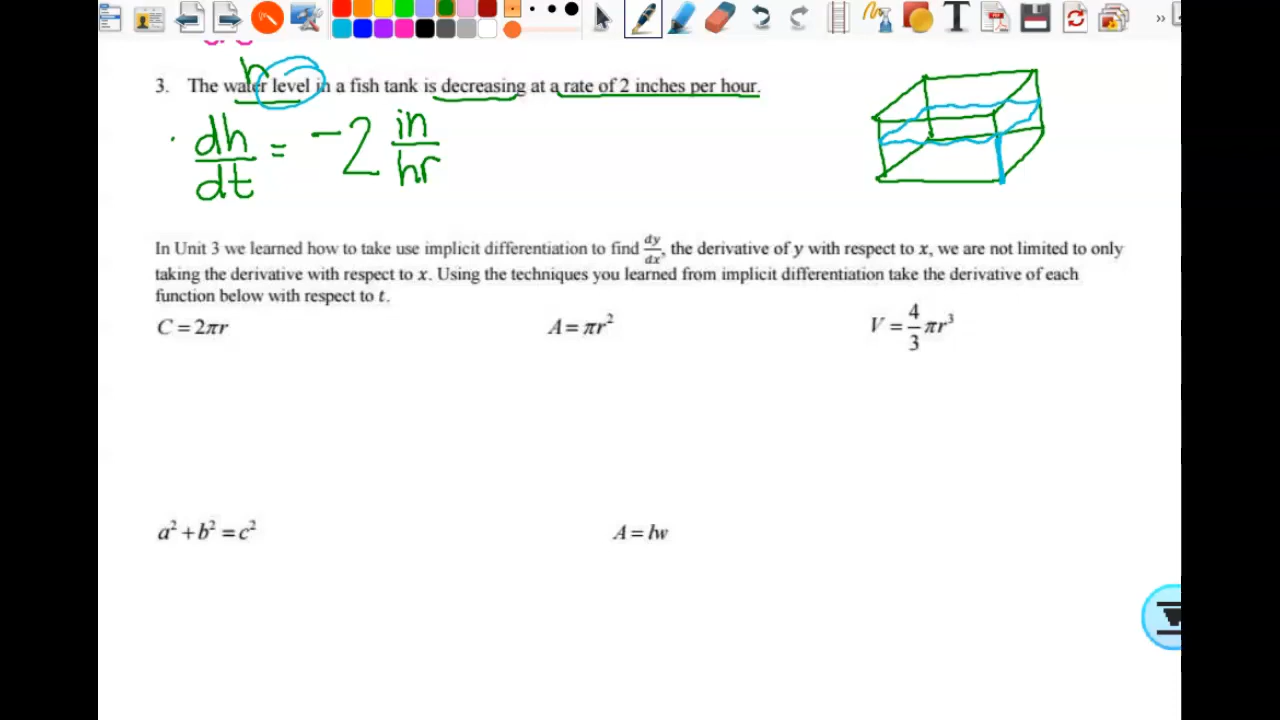 h
3. The water level in a fish tank is decreasing at a rate of 2 inches per hour.
dh/dt = -2 in/hr
In Unit 3 we learned how to take use implicit differentiation to find dy/dx, the derivative of y with respect to x, we are not limited to only
taking the derivative with respect to x. Using the techniques you learned from implicit differentiation take the derivative of each
function below with respect to t.
C = 2πr A = πr² V = 4/3 πr³
a² + b² = c² A = lw